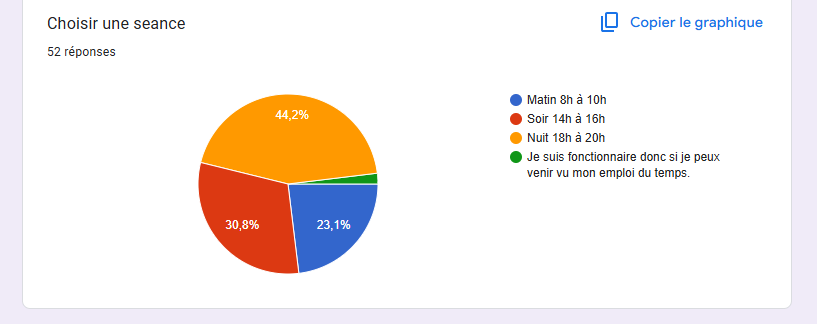 Choisir une seance
Copier le graphique
52 réponses
44,2%
30,8%
23,1%
Matin 8h à 10h
Soir 14h à 16h
Nuit 18h à 20h
Je suis fonctionnaire donc si je peux
venir vu mon emploi du temps.